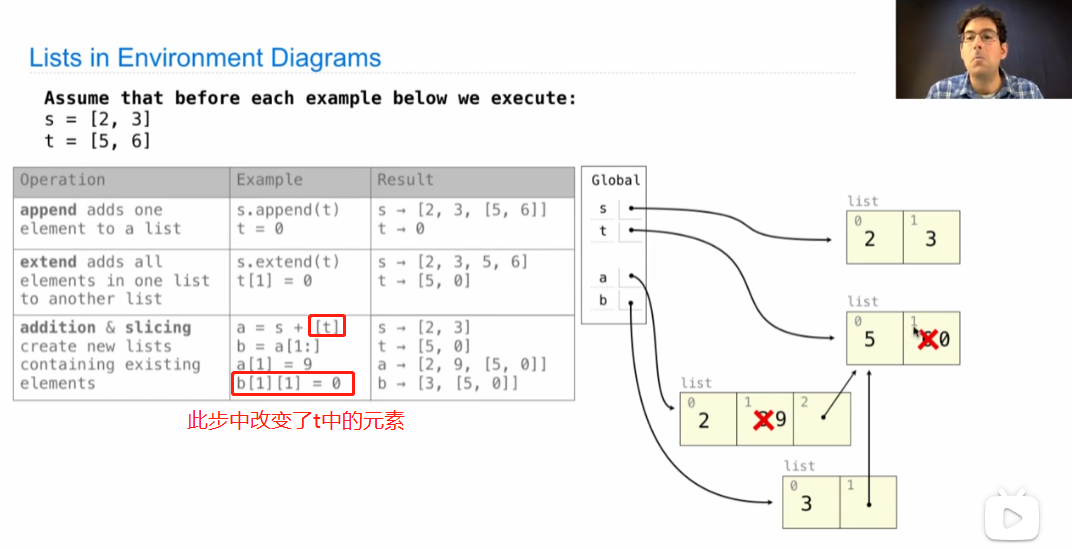 Lists in Environment Diagrams
Assume that before each example below we execute:
s = [2, 3]
t = [5, 6]
Operation Example Result
append adds one element to a list
s.append(t)
t = 0
s → [2, 3, [5, 6]]
t → 0
extend adds all elements in one list to another list
s.extend(t)
t[1] = 0
s → [2, 3, 5, 6]
t → [5, 0]
addition & slicing create new lists containing existing elements
a = s + [t]
b = a[1:]
a[1] = 9
b[1][1] = 0
s → [2, 3]
t → [5, 0]
a → [2, 9, [5, 0]]
b → [3, [5, 0]]
此步中改变了t中的元素
Global
s
t
a
b
list
0 1
2 3
list
0 1
5 0
list
0 1 2
2 9
list
0 1
3